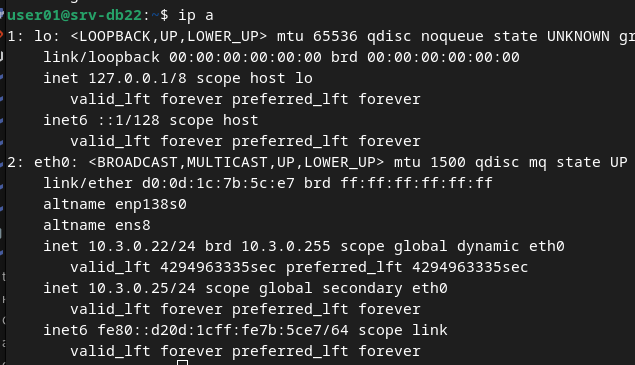 user01@srv-db22:~$ ip a
1: lo: <LOOPBACK,UP,LOWER_UP> mtu 65536 qdisc noqueue state UNKNOWN gr
link/loopback 00:00:00:00:00:00 brd 00:00:00:00:00:00
inet 127.0.0.1/8 scope host lo
valid_lft forever preferred_lft forever
inet6 ::1/128 scope host
valid_lft forever preferred_lft forever
2: eth0: <BROADCAST,MULTICAST,UP,LOWER_UP> mtu 1500 qdisc mq state UP
link/ether d0:0d:1c:7b:5c:e7 brd ff:ff:ff:ff:ff:ff
altname enp138s0
altname ens8
inet 10.3.0.22/24 brd 10.3.0.255 scope global dynamic eth0
valid_lft 4294963335sec preferred_lft 4294963335sec
inet 10.3.0.25/24 scope global secondary eth0
valid_lft forever preferred_lft forever
inet6 fe80::d20d:1cff:fe7b:5ce7/64 scope link
valid_lft forever preferred_lft forever